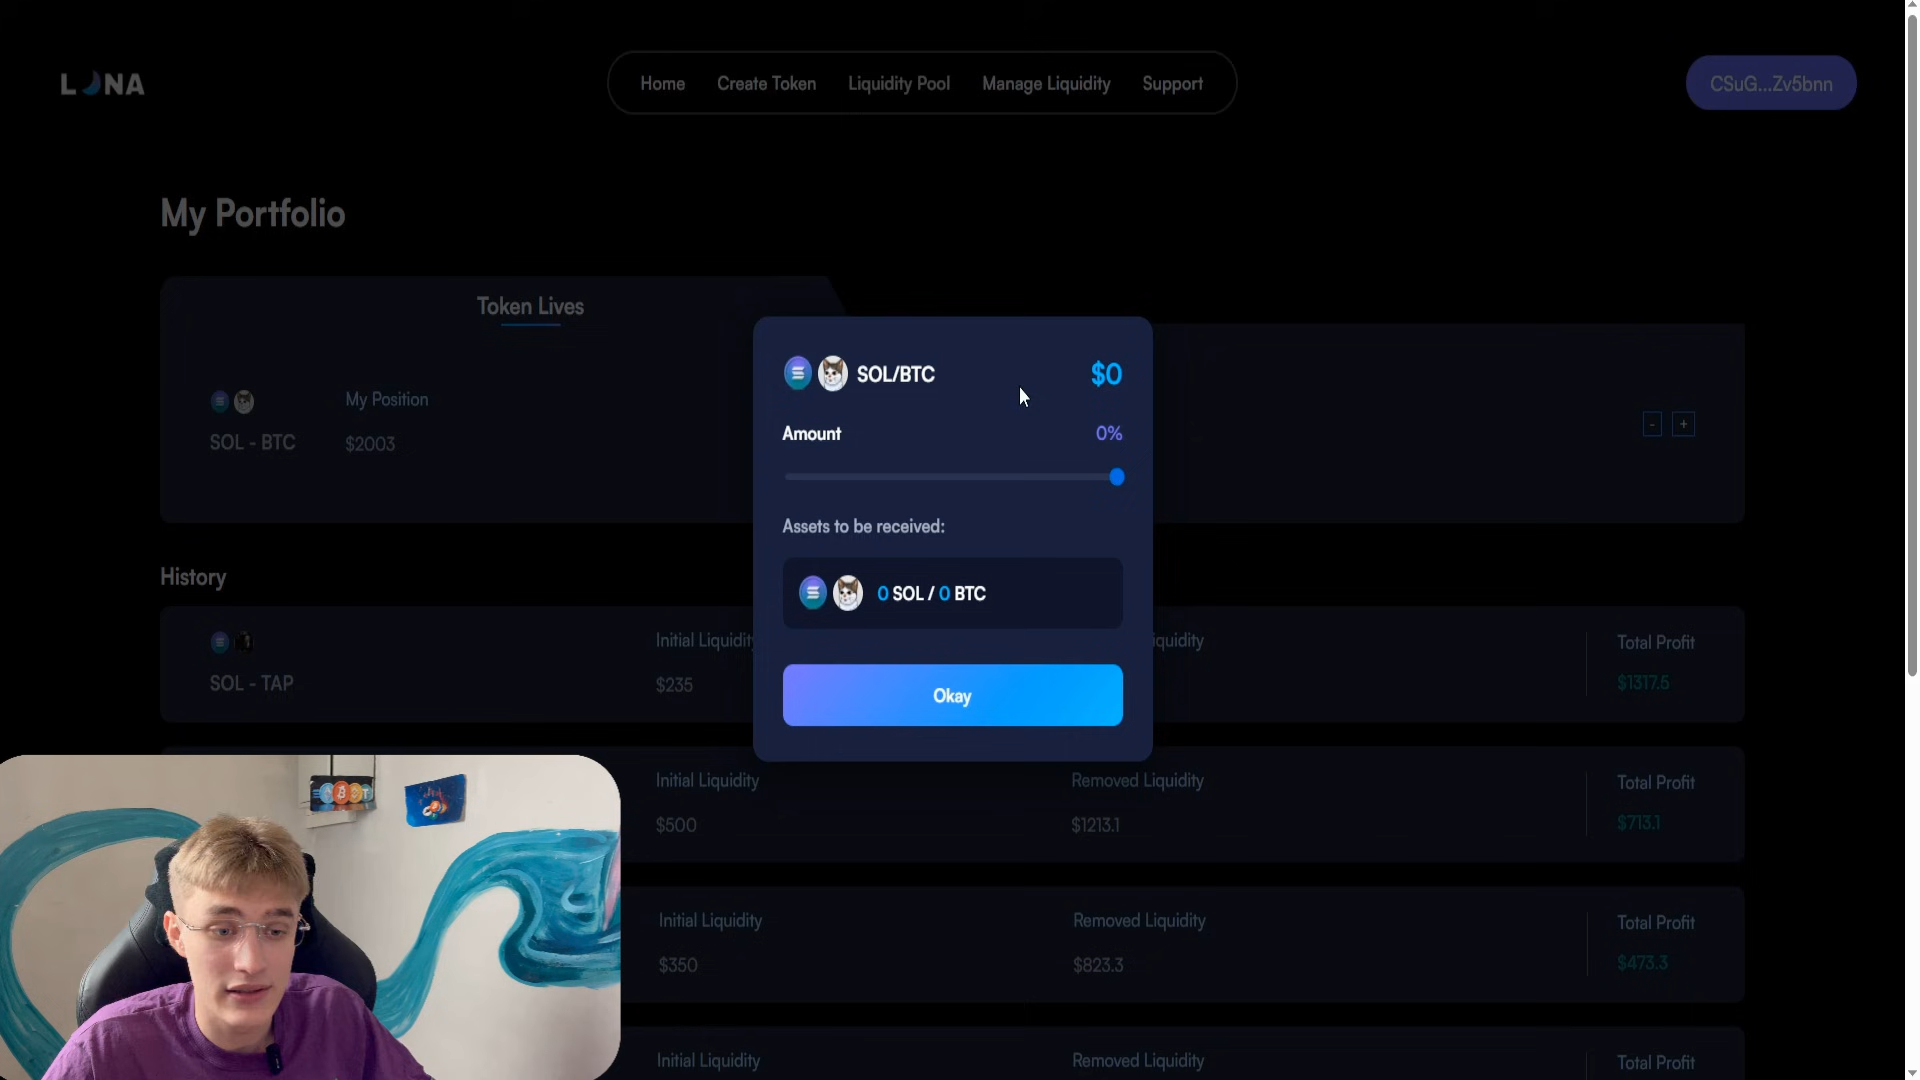 LUNA
Home
Create Token
Liquidity Pool
Manage Liquidity
Support
CSuG...Zv5bnn
My Portfolio
Token Lives
SOL - BTC
My Position
$2003
-
+
SOL/BTC
$0
Amount
0%
Assets to be received:
0 SOL / 0 BTC
Okay
History
SOL - TAP
Initial Liquidity
$235
iquidity
Total Profit
$1317.5
Initial Liquidity
$500
Removed Liquidity
$1213.1
Total Profit
$713.1
Initial Liquidity
$350
Removed Liquidity
$823.3
Total Profit
$473.3
Initial Liquidity
Removed Liquidity
Total Profit